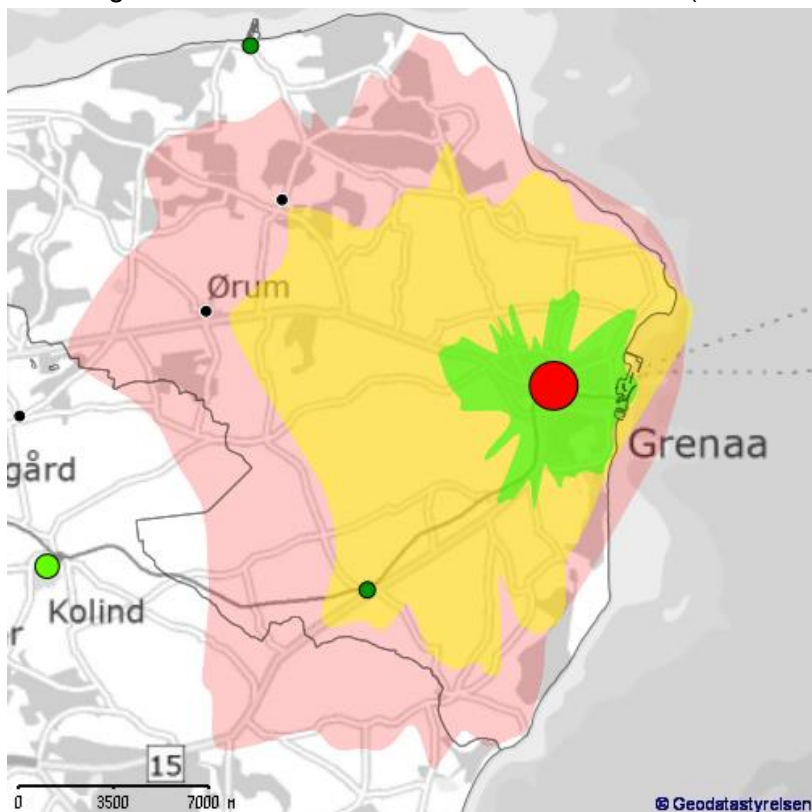 Ørum
Grenaa
gård
Kolind
r
15
0 3500 7000 M
© Geodatastyrelsen